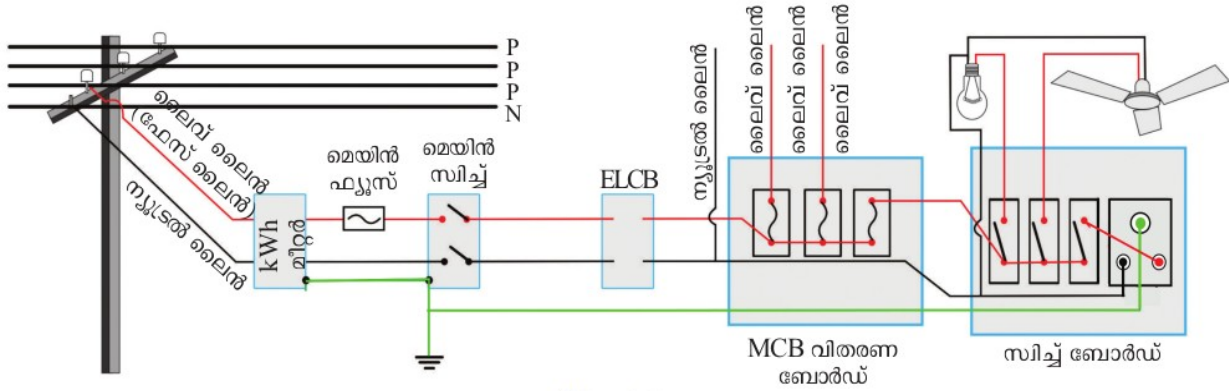 P
P
P
N
ലൈവ് ലൈൻ
(ഫേസ് ലൈൻ)
ന്യൂട്രൽ ലൈൻ
kWh
മീറ്റർ
മെയിൻ
ഫ്യൂസ്
മെയിൻ
സ്വിച്ച്
ELCB
ന്യൂട്രൽ ലൈൻ
ലൈവ് ലൈൻ
ലൈവ് ലൈൻ
ലൈവ് ലൈൻ
MCB വിതരണ
ബോർഡ്
സ്വിച്ച് ബോർഡ്